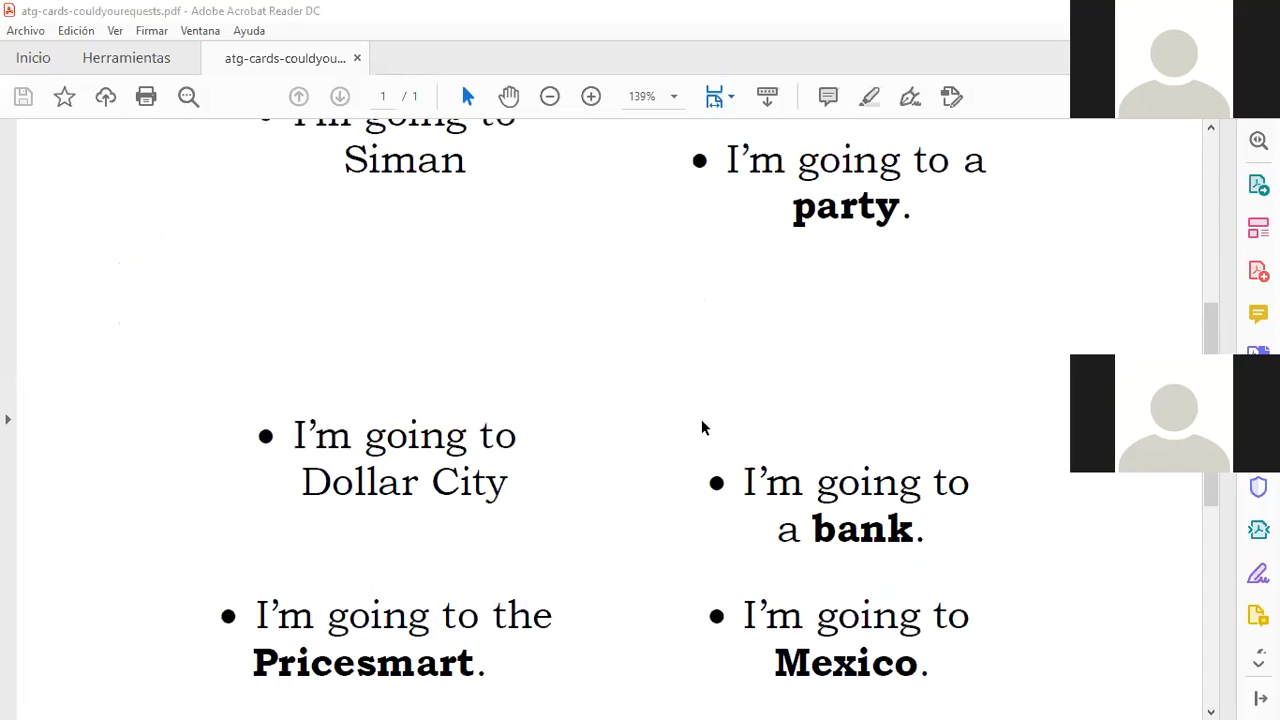 atg-cards-couldyourequests.pdf - Adobe Acrobat Reader DC
Archivo Edición Ver Firmar Ventana Ayuda
Inicio Herramientas atg-cards-couldyou... ×
1 / 1 139%
• I'm going to
Siman
• I'm going to a
party.
• I'm going to
Dollar City
• I'm going to
a bank.
• I'm going to the
Pricesmart.
• I'm going to
Mexico.